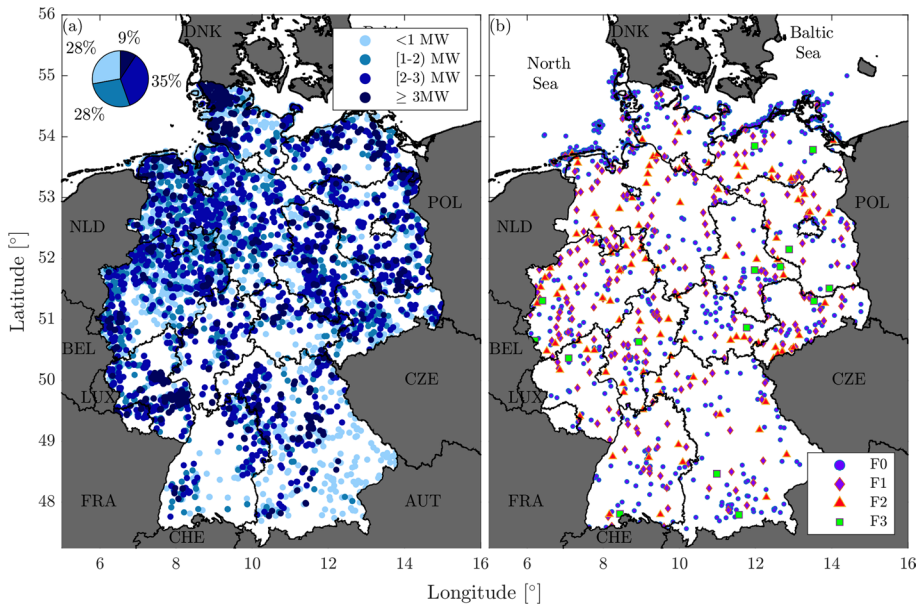 (a)
9%
28%
35%
28%
<1 MW
[1-2) MW
[2-3) MW
≥ 3MW
DNK
NLD
POL
BEL
LUX
CZE
FRA
AUT
CHE
56
55
54
53
52
51
50
49
48
6
8
10
12
14
16
Latitude [°]
(b)
DNK
North
Sea
Baltic
Sea
NLD
POL
BEL
LUX
CZE
FRA
AUT
CHE
F0
F1
F2
F3
6
8
10
12
14
16
Longitude [°]